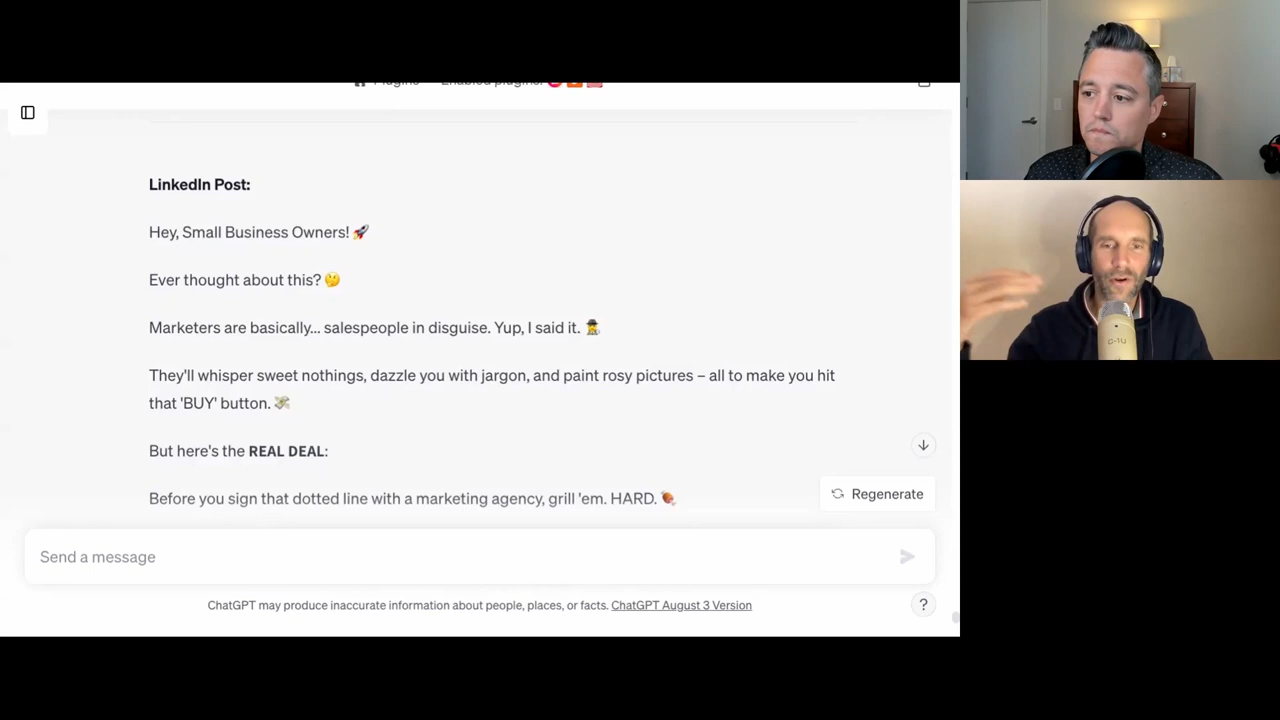 Plugins Enabled plugins:
LinkedIn Post:
Hey, Small Business Owners! 🚀
Ever thought about this? 🤔
Marketers are basically... salespeople in disguise. Yup, I said it. 🕵️
They'll whisper sweet nothings, dazzle you with jargon, and paint rosy pictures – all to make you hit
that 'BUY' button. 💸
But here's the REAL DEAL:
Before you sign that dotted line with a marketing agency, grill 'em. HARD. 🍖
Regenerate
Send a message
ChatGPT may produce inaccurate information about people, places, or facts. ChatGPT August 3 Version
?